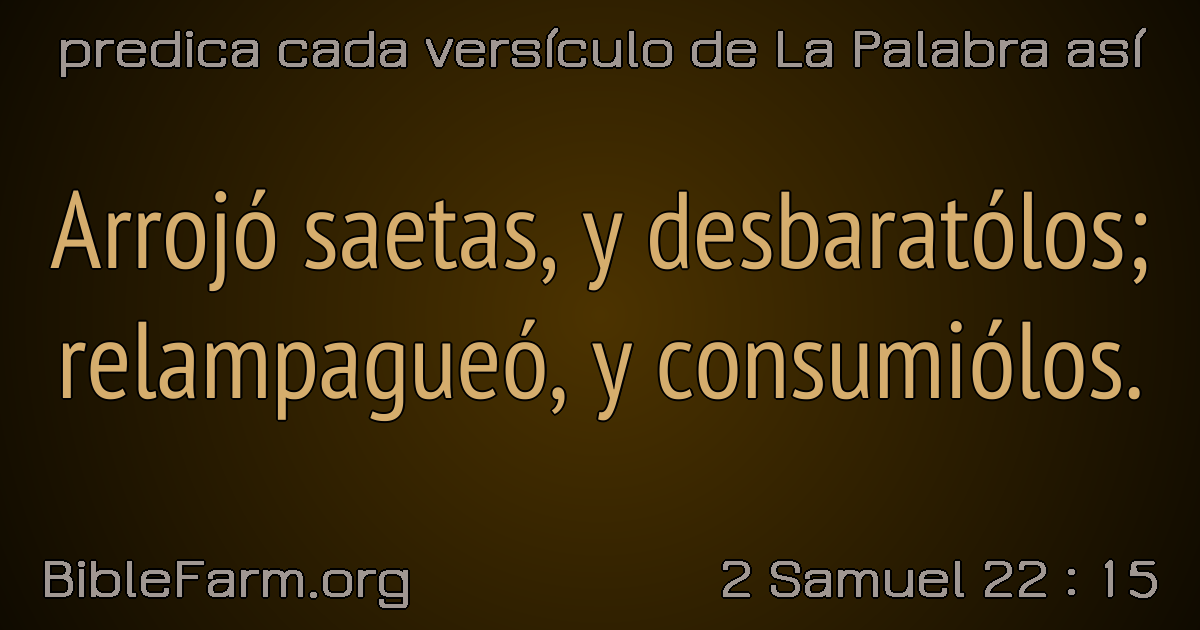 predica cada versículo de La Palabra así
Arrojó saetas, y desbaratólos;
relampagueó, y consumiólos.
BibleFarm.org
2 Samuel 22 : 15